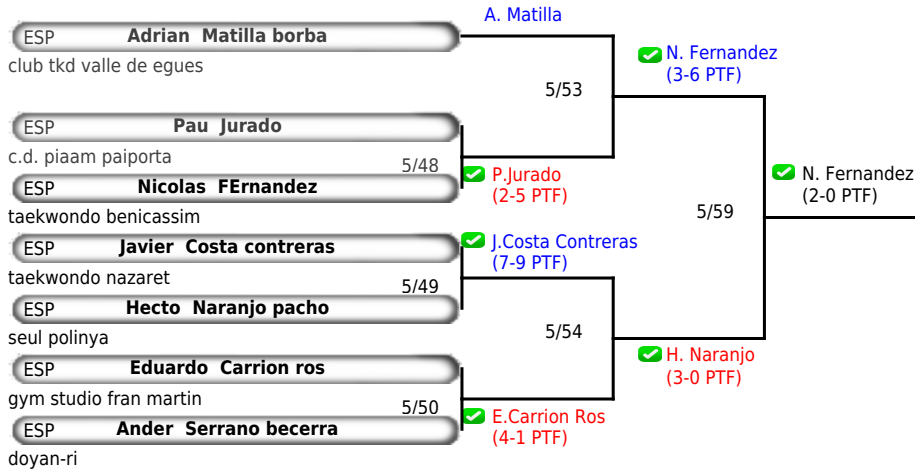 A. Matilla
ESP Adrian Matilla borba
club tkd valle de egues
N. Fernandez
(3-6 PTF)
5/53
ESP Pau Jurado
c.d. piaam paiporta
5/48
P.Jurado
(2-5 PTF)
ESP Nicolas FErnandez
taekwondo benicassim
N. Fernandez
(2-0 PTF)
5/59
ESP Javier Costa contreras
J.Costa Contreras
(7-9 PTF)
taekwondo nazaret
5/49
ESP Hecto Naranjo pacho
seul polinya
5/54
H. Naranjo
(3-0 PTF)
ESP Eduardo Carrion ros
gym studio fran martin
5/50
E.Carrion Ros
(4-1 PTF)
ESP Ander Serrano becerra
doyan-ri